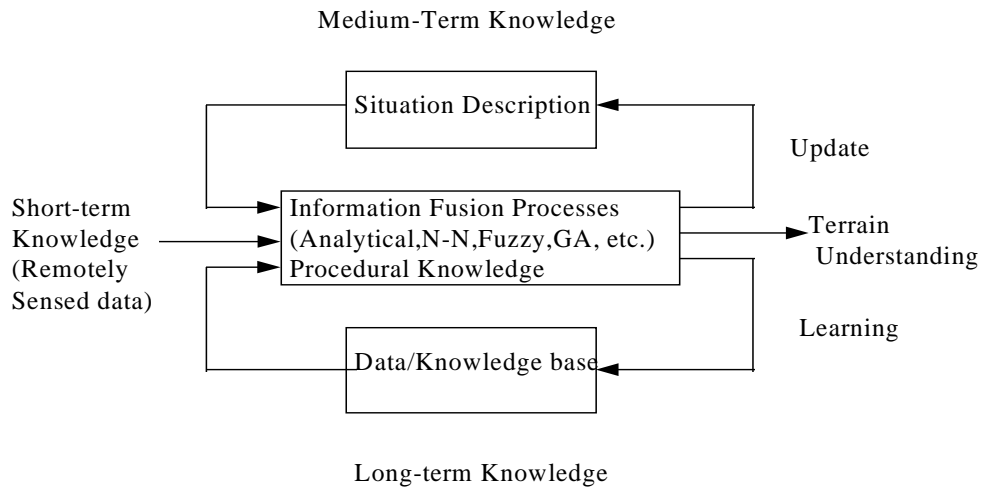 Medium-Term Knowledge
Situation Description
Update
Short-term
Knowledge
(Remotely
Sensed data)
Information Fusion Processes
(Analytical,N-N,Fuzzy,GA, etc.)
Procedural Knowledge
Terrain
Understanding
Learning
Data/Knowledge base
Long-term Knowledge